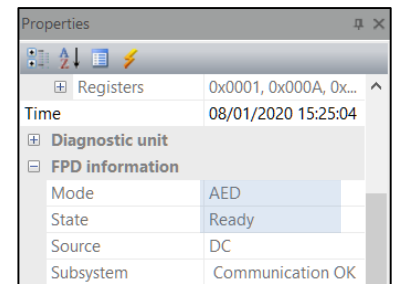 Properties
Registers 0x0001, 0x000A, 0x...
Time 08/01/2020 15:25:04
Diagnostic unit
FPD information
Mode AED
State Ready
Source DC
Subsystem Communication OK